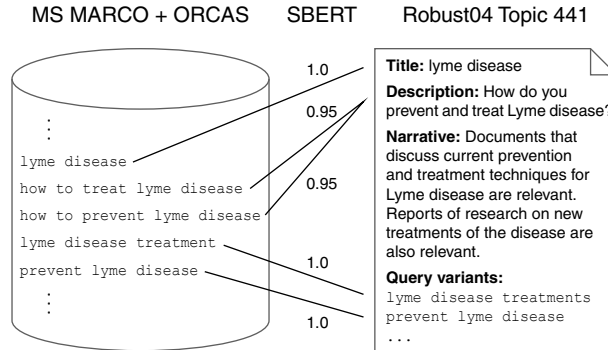 MS MARCO + ORCAS
SBERT
Robust04 Topic 441
⋮
lyme disease
how to treat lyme disease
how to prevent lyme disease
lyme disease treatment
prevent lyme disease
⋮
1.0
0.95
0.95
1.0
1.0
Title: lyme disease
Description: How do you
prevent and treat Lyme disease?
Narrative: Documents that
discuss current prevention
and treatment techniques for
Lyme disease are relevant.
Reports of research on new
treatments of the disease are
also relevant.
Query variants:
lyme disease treatments
prevent lyme disease
...